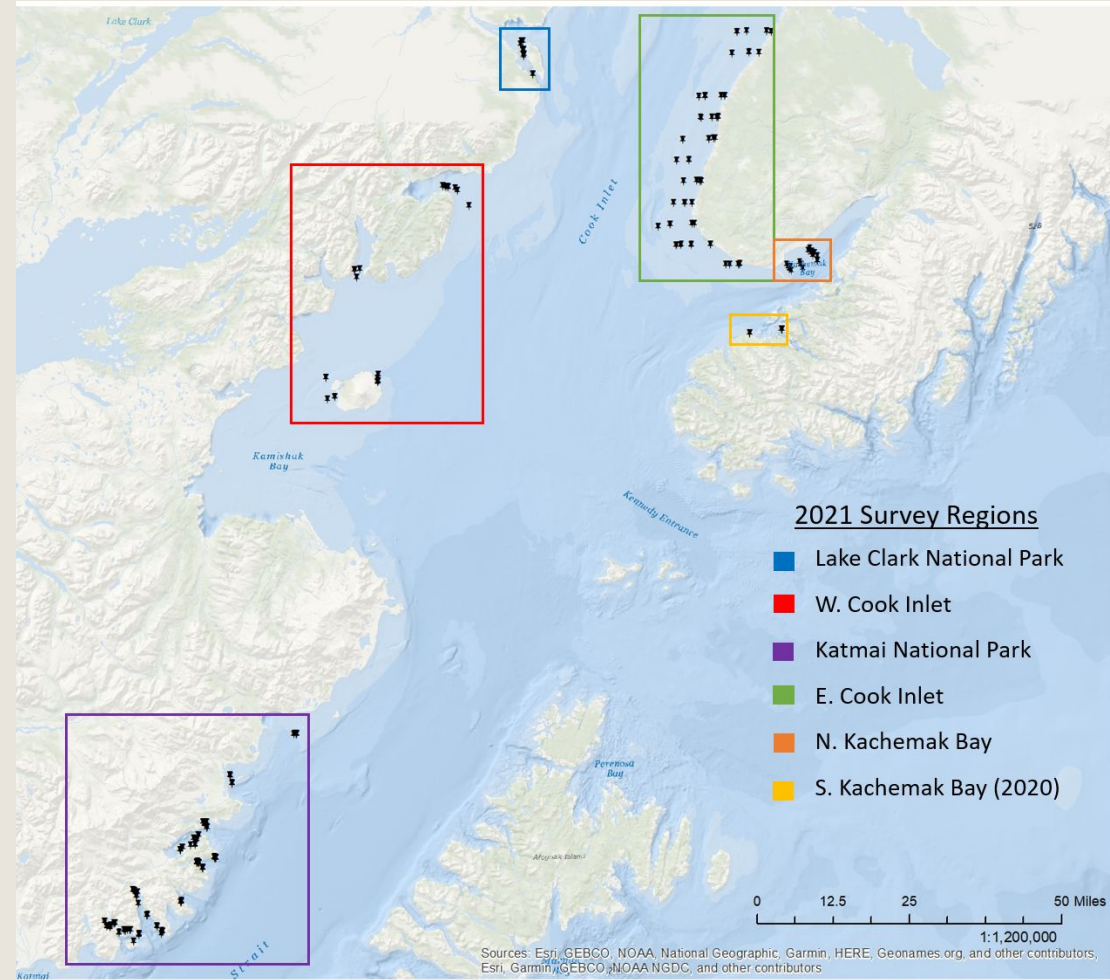 Lake Clark
Cook Inlet
Bay
Kamishak
Bay
Kennedy Entrance
2021 Survey Regions
Lake Clark National Park
W. Cook Inlet
Katmai National Park
E. Cook Inlet
N. Kachemak Bay
S. Kachemak Bay (2020)
Perenosa
Bay
Afognak Island
0 12.5 25 50 Miles
1:1,200,000
Strait
Katmai
Sources: Esri, GEBCO, NOAA, National Geographic, Garmin, HERE, Geonames.org, and other contributors,
Esri, Garmin, GEBCO, NOAA NGDC, and other contributors